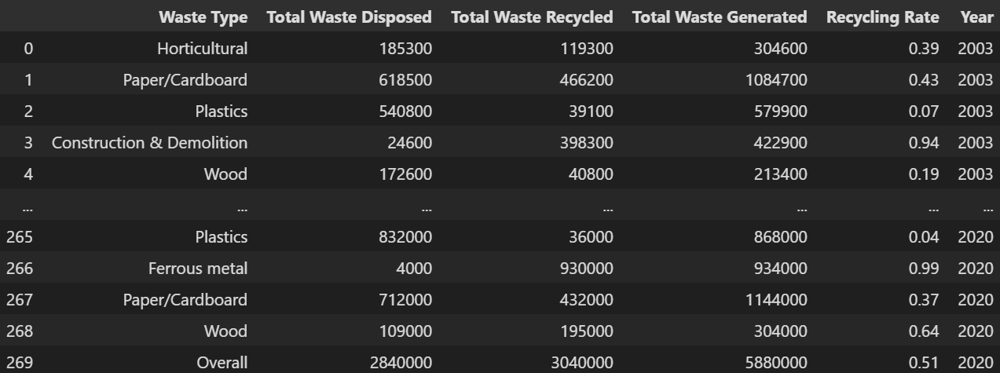 Waste Type Total Waste Disposed Total Waste Recycled Total Waste Generated Recycling Rate Year
0 Horticultural 185300 119300 304600 0.39 2003
1 Paper/Cardboard 618500 466200 1084700 0.43 2003
2 Plastics 540800 39100 579900 0.07 2003
3 Construction & Demolition 24600 398300 422900 0.94 2003
4 Wood 172600 40800 213400 0.19 2003
... ... ... ... ... ... ...
265 Plastics 832000 36000 868000 0.04 2020
266 Ferrous metal 4000 930000 934000 0.99 2020
267 Paper/Cardboard 712000 432000 1144000 0.37 2020
268 Wood 109000 195000 304000 0.64 2020
269 Overall 2840000 3040000 5880000 0.51 2020